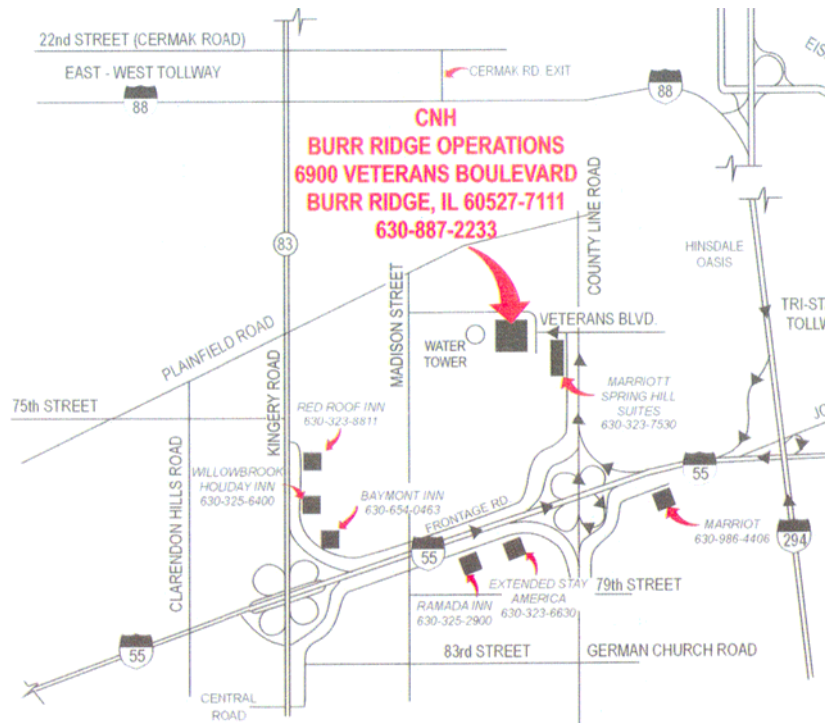 22nd STREET (CERMAK ROAD)
EAST - WEST TOLLWAY
88
CERMAK RD. EXIT
88
CNH
BURR RIDGE OPERATIONS
6900 VETERANS BOULEVARD
BURR RIDGE, IL 60527-7111
630-887-2233
COUNTY LINE ROAD
83
HINSDALE
OASIS
MADISON STREET
PLAINFIELD ROAD
KINGERY ROAD
VETERANS BLVD.
WATER
TOWER
75th STREET
MARRIOTT
SPRING HILL
SUITES
630-323-7530
RED ROOF INN
630-323-8811
CLARENDON HILLS ROAD
WILLOWBROOK
HOLIDAY INN
630-325-6400
BAYMONT INN
630-654-0463
FRONTAGE RD
55
55
MARRIOT
630-986-4406
294
EXTENDED STAY
AMERICA
630-323-6630
79th STREET
RAMADA INN
630-325-2900
55
83rd STREET
GERMAN CHURCH ROAD
CENTRAL
ROAD